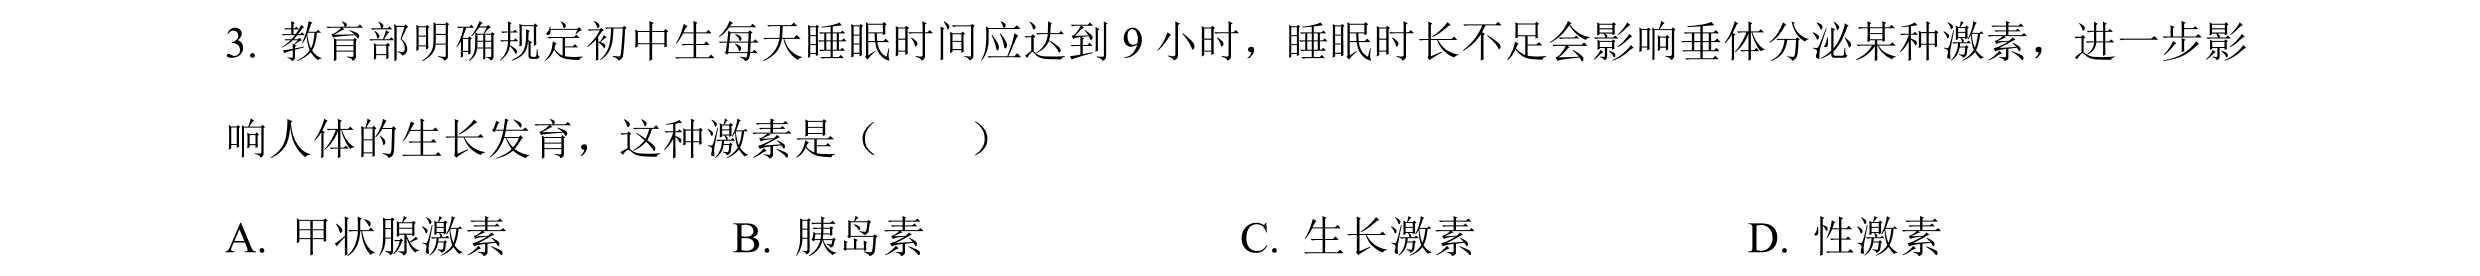 3. 教育部明确规定初中生每天睡眠时间应达到 9 小时，睡眠时长不足会影响垂体分泌某种激素，进一步影
响人体的生长发育，这种激素是（　　）
A. 甲状腺激素 B. 胰岛素 C. 生长激素 D. 性激素